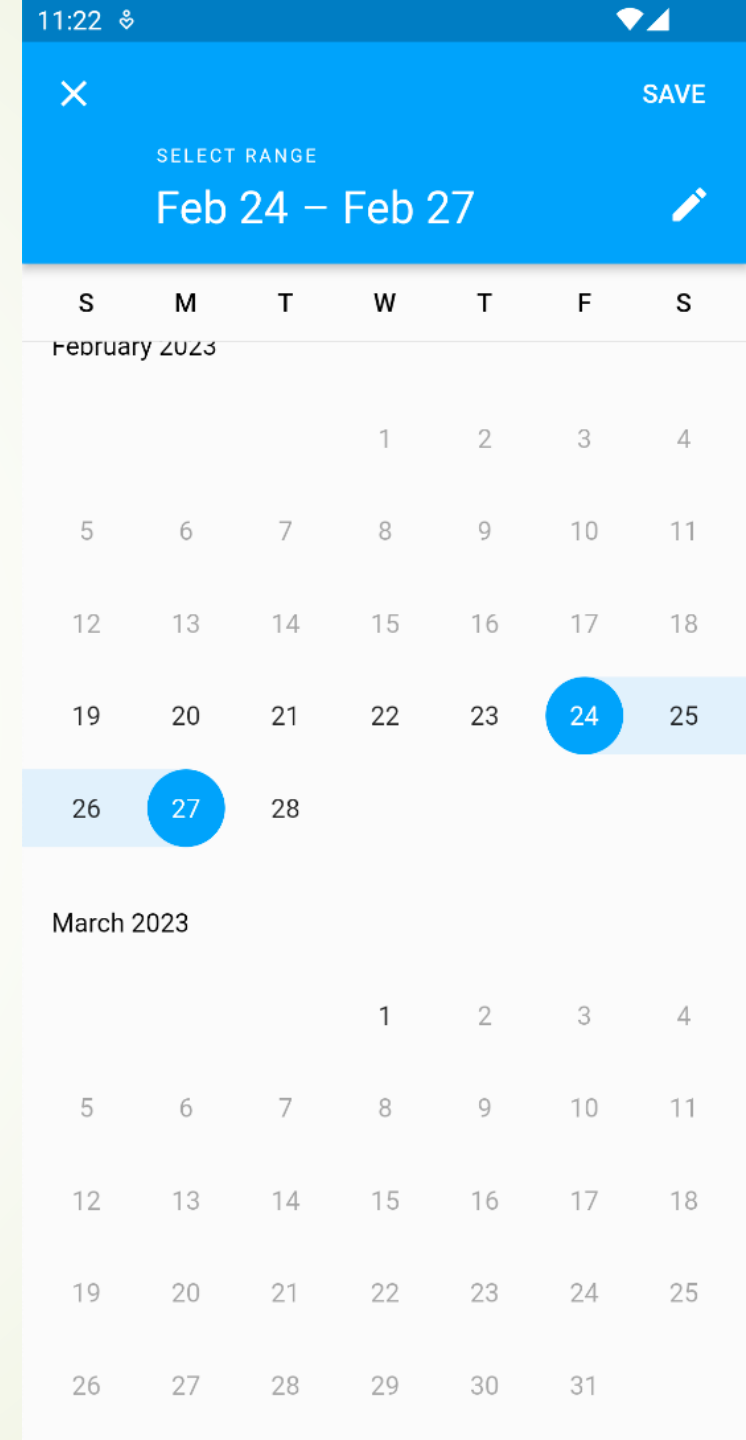 11:22
SAVE
SELECT RANGE
Feb 24 – Feb 27
S M T W T F S
February 2023
1 2 3 4
5 6 7 8 9 10 11
12 13 14 15 16 17 18
19 20 21 22 23 24 25
26 27 28
March 2023
1 2 3 4
5 6 7 8 9 10 11
12 13 14 15 16 17 18
19 20 21 22 23 24 25
26 27 28 29 30 31